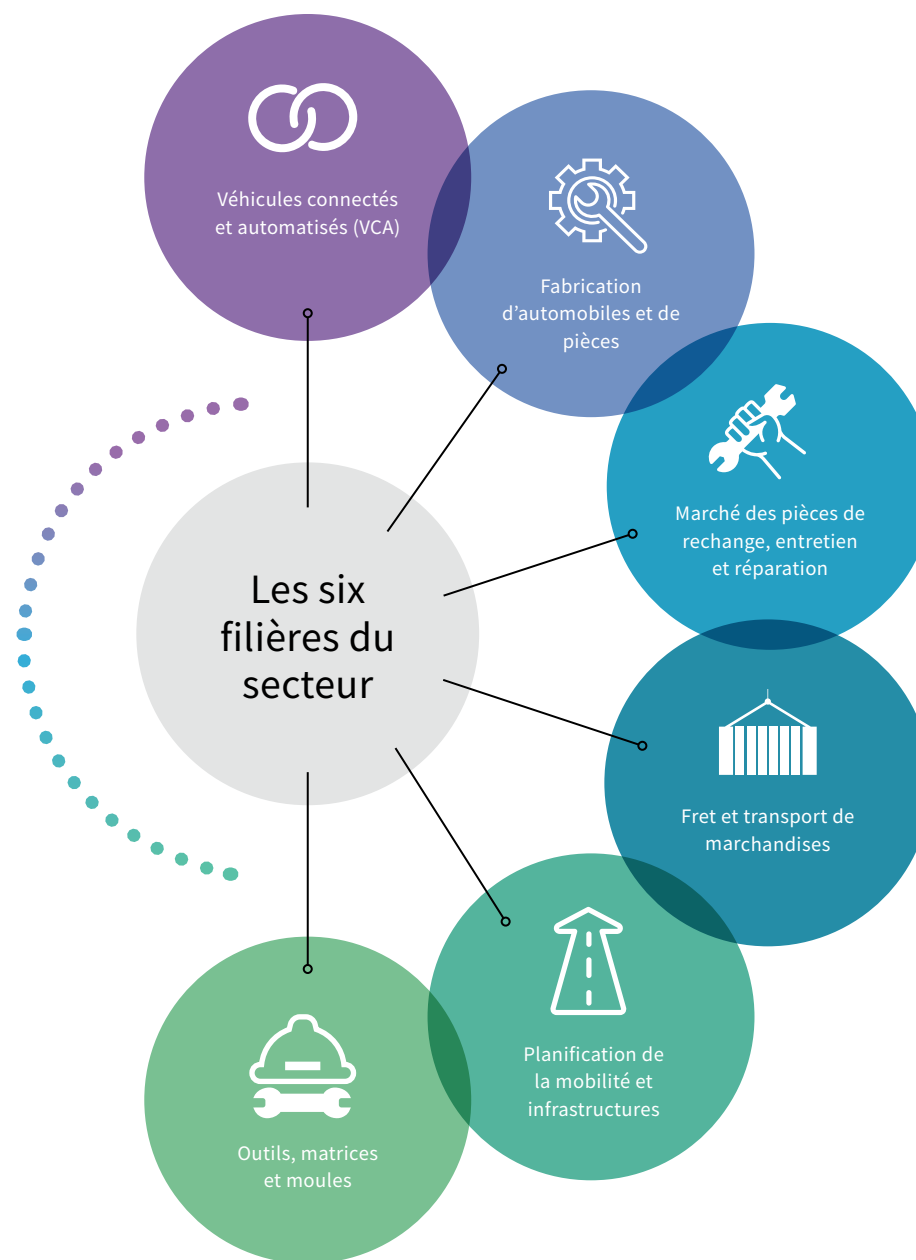 Véhicules connectés
et automatisés (VCA)
Fabrication
d’automobiles et de
pièces
Marché des pièces de
rechange, entretien
et réparation
Les six
filières du
secteur
Fret et transport de
marchandises
Planification de
la mobilité et
infrastructures
Outils, matrices
et moules